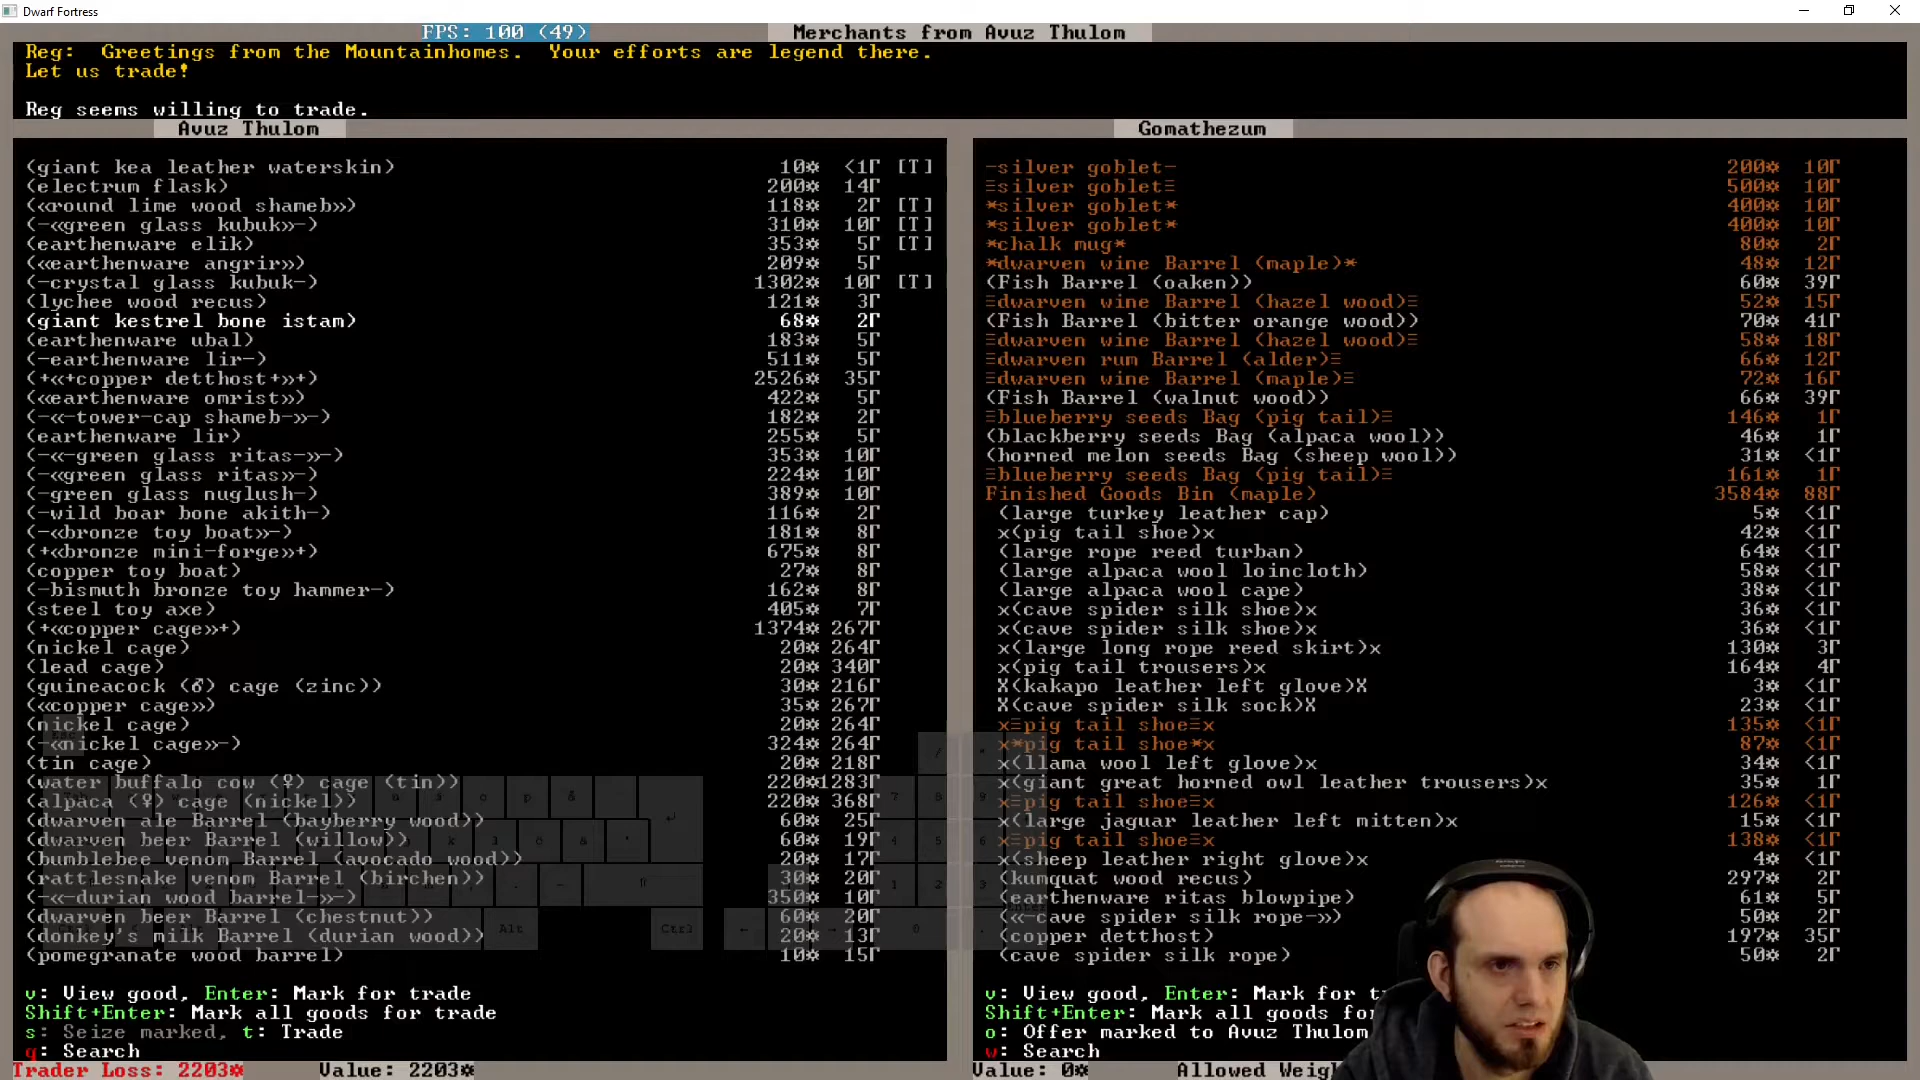 Dwarf Fortress
FPS: 100 (49)
Merchants from Avuz Thulom
Reg: Greetings from the Mountainhomes. Your efforts are legend there.
Let us trade!
Reg seems willing to trade.
Avuz Thulom
(giant kea leather waterskin) 10☼ <1Γ [T]
(electrum flask) 200☼ 14Γ
(«round lime wood shameb») 118☼ 2Γ [T]
(-«green glass kubuk»-) 310☼ 10Γ [T]
(earthenware elik) 353☼ 5Γ [T]
(«earthenware angrir») 209☼ 5Γ
(-crystal glass kubuk-) 1302☼ 10Γ [T]
(lychee wood recus) 121☼ 3Γ
(giant kestrel bone istam) 68☼ 2Γ
(earthenware ubal) 183☼ 5Γ
(-earthenware lir-) 511☼ 5Γ
(+«+copper detthost+»+) 2526☼ 35Γ
(«earthenware omrist») 422☼ 5Γ
(-«-tower-cap shameb-»-) 182☼ 2Γ
(earthenware lir) 255☼ 5Γ
(-«-green glass ritas-»-) 353☼ 10Γ
(-«green glass ritas»-) 224☼ 10Γ
(-green glass nuglush-) 389☼ 10Γ
(-wild boar bone akith-) 116☼ 2Γ
(-«bronze toy boat»-) 181☼ 8Γ
(+«bronze mini-forge»+) 675☼ 8Γ
(copper toy boat) 27☼ 8Γ
(-bismuth bronze toy hammer-) 162☼ 8Γ
(steel toy axe) 405☼ 7Γ
(+«copper cage»+) 1374☼ 267Γ
(nickel cage) 20☼ 264Γ
(lead cage) 20☼ 340Γ
(guineacock (♂) cage (zinc)) 30☼ 216Γ
(«copper cage») 35☼ 267Γ
(nickel cage) 20☼ 264Γ
(-«nickel cage»-) 324☼ 264Γ
(tin cage) 20☼ 218Γ
(water buffalo cow (♀) cage (tin)) 220☼1283Γ
(alpaca (♀) cage (nickel)) 220☼ 368Γ
(dwarven ale Barrel (bayberry wood)) 60☼ 25Γ
(dwarven beer Barrel (willow)) 60☼ 19Γ
(bumblebee venom Barrel (avocado wood)) 20☼ 17Γ
(rattlesnake venom Barrel (birchen)) 30☼ 20Γ
(-«-durian wood barrel-»-) 350☼ 10Γ
(dwarven beer Barrel (chestnut)) 60☼ 20Γ
(donkey's milk Barrel (durian wood)) 20☼ 13Γ
(pomegranate wood barrel) 10☼ 15Γ
v: View good, Enter: Mark for trade
Shift+Enter: Mark all goods for trade
s: Seize marked, t: Trade
q: Search
Trader Loss: 2203☼ Value: 2203☼
Gomathezum
-silver goblet- 200☼ 10Γ
≡silver goblet≡ 500☼ 10Γ
*silver goblet* 400☼ 10Γ
*silver goblet* 400☼ 10Γ
*chalk mug* 80☼ 2Γ
*dwarven wine Barrel (maple)* 48☼ 12Γ
(Fish Barrel (oaken)) 60☼ 39Γ
≡dwarven wine Barrel (hazel wood)≡ 52☼ 15Γ
(Fish Barrel (bitter orange wood)) 70☼ 41Γ
≡dwarven wine Barrel (hazel wood)≡ 58☼ 18Γ
≡dwarven rum Barrel (alder)≡ 66☼ 12Γ
≡dwarven wine Barrel (maple)≡ 72☼ 16Γ
(Fish Barrel (walnut wood)) 66☼ 39Γ
≡blueberry seeds Bag (pig tail)≡ 146☼ 1Γ
(blackberry seeds Bag (alpaca wool)) 46☼ 1Γ
(horned melon seeds Bag (sheep wool)) 31☼ <1Γ
≡blueberry seeds Bag (pig tail)≡ 161☼ 1Γ
Finished Goods Bin (maple) 3584☼ 88Γ
(large turkey leather cap) 5☼ <1Γ
x(pig tail shoe)x 42☼ <1Γ
(large rope reed turban) 64☼ <1Γ
(large alpaca wool loincloth) 58☼ <1Γ
(large alpaca wool cape) 38☼ <1Γ
x(cave spider silk shoe)x 36☼ <1Γ
x(cave spider silk shoe)x 36☼ <1Γ
x(large long rope reed skirt)x 130☼ 3Γ
x(pig tail trousers)x 164☼ 4Γ
X(kakapo leather left glove)X 3☼ <1Γ
X(cave spider silk sock)X 23☼ <1Γ
x≡pig tail shoe≡x 135☼ <1Γ
x*pig tail shoe*x 87☼ <1Γ
x(llama wool left glove)x 34☼ <1Γ
x(giant great horned owl leather trousers)x 35☼ 1Γ
x≡pig tail shoe≡x 126☼ <1Γ
x(large jaguar leather left mitten)x 15☼ <1Γ
x≡pig tail shoe≡x 138☼ <1Γ
x(sheep leather right glove)x 4☼ <1Γ
(kumquat wood recus) 297☼ 2Γ
(earthenware ritas blowpipe) 61☼ 5Γ
(«-cave spider silk rope-») 50☼ 2Γ
(copper detthost) 197☼ 35Γ
(cave spider silk rope) 50☼ 2Γ
v: View good, Enter: Mark for
Shift+Enter: Mark all goods for
o: Offer marked to Avuz Thulom
w: Search
Value: 0☼ Allowed